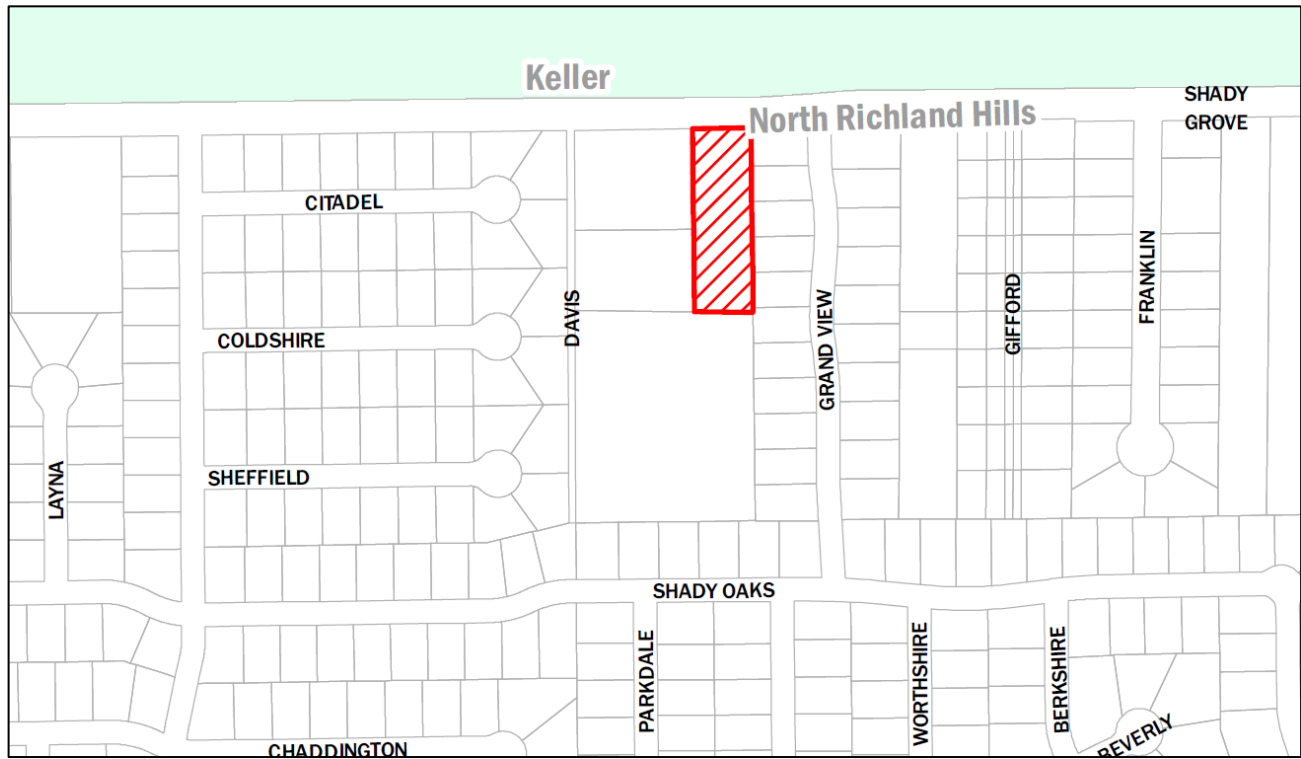 Keller
North Richland Hills
SHADY
GROVE
CITADEL
COLDSHIRE
DAVIS
GRAND VIEW
GIFFORD
FRANKLIN
LAYNA
SHEFFIELD
SHADY OAKS
PARKDALE
WORTHSHIRE
BERKSHIRE
BEVERLY
CHADDINGTON